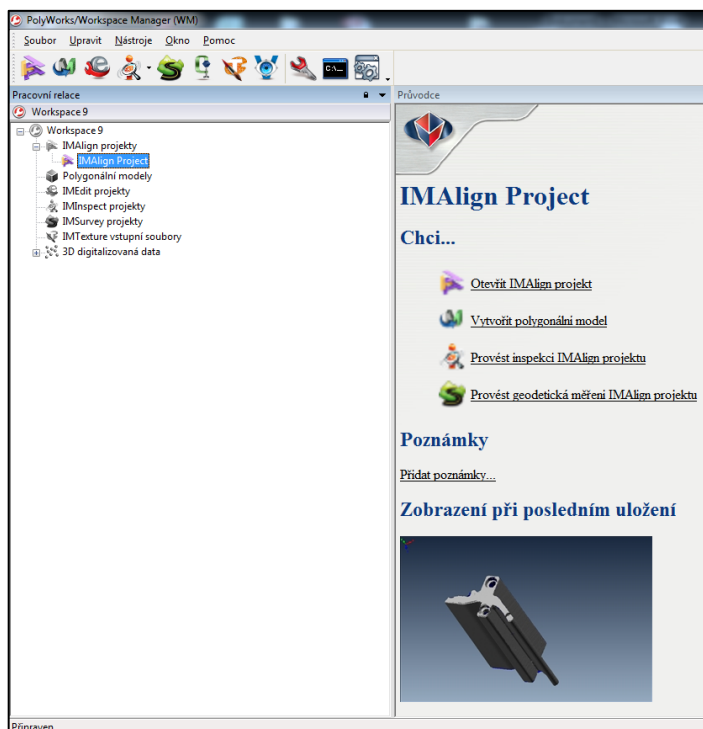 PolyWorks/Workspace Manager (WM)
Soubor Upravit Nástroje Okno Pomoc
C:\_
Pracovní relace
Průvodce
Workspace 9
Workspace 9
IMAlign projekty
IMAlign Project
Polygonální modely
IMEdit projekty
IMInspect projekty
IMSurvey projekty
IMTexture vstupní soubory
3D digitalizovaná data
IMAlign Project
Chci...
Otevřít IMAlign projekt
Vytvořit polygonální model
Provést inspekci IMAlign projektu
Provést geodetická měření IMAlign projektu
Poznámky
Přidat poznámky...
Zobrazení při posledním uložení
Připraven